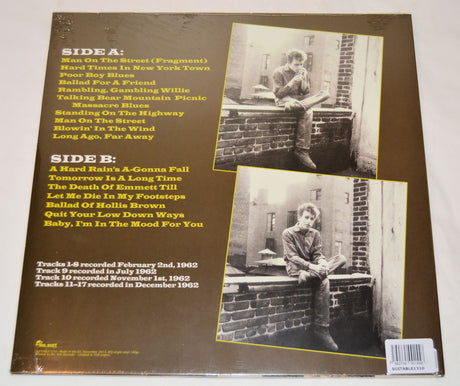 SIDE A:
Man On The Street (Fragment)
Hard Times In New York Town
Poor Boy Blues
Ballad For A Friend
Rambling, Gambling Willie
Talking Bear Mountain Picnic
Massacre Blues
Standing On The Highway
Man On The Street
Blowin' In The Wind
Long Ago, Far Away
SIDE B:
A Hard Rain's A-Gonna Fall
Tomorrow Is A Long Time
The Death Of Emmett Till
Let Me Die In My Footsteps
Ballad Of Hollis Brown
Quit Your Low Down Ways
Baby, I'm In The Mood For You
Tracks 1-8 recorded February 2nd, 1962
Track 9 recorded in July 1962
Track 10 recorded November 1st, 1962
Tracks 11-17 recorded in December 1962